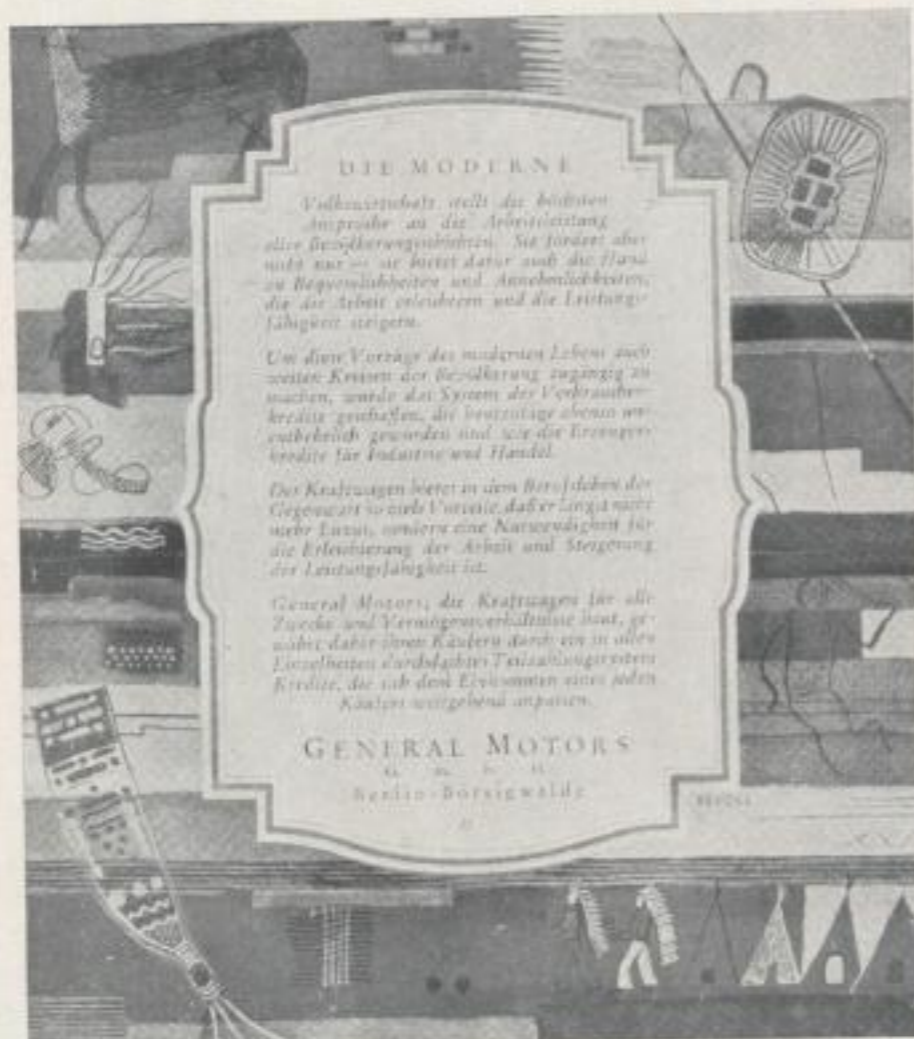 DIE MODERNE
Volkswirtschaft stellt die höchsten
Ansprüche an die Arbeitsleistung
aller Bevölkerungsschichten. Sie fordert aber
nicht nur — sie bietet dafür auch die Hand
zu Bequemlichkeiten und Annehmlichkeiten,
die die Arbeit erleichtern und die Leistungs-
fähigkeit steigern.
Um diese Vorzüge des modernen Lebens auch
weiten Kreisen der Bevölkerung zugängig zu
machen, wurde das System der Verbraucher-
kredite geschaffen, die heutzutage ebenso un-
entbehrlich geworden sind wie die Erzeuger-
kredite für Industrie und Handel.
Der Kraftwagen bietet in dem Berufsleben der
Gegenwart so viele Vorteile, daß er längst nicht
mehr Luxus, sondern eine Notwendigkeit für
die Erleichterung der Arbeit und Steigerung
der Leistungsfähigkeit ist.
General Motors, die Kraftwagen für alle
Zwecke und Vermögensverhältnisse baut, ge-
währt daher ihren Käufern durch ein in allen
Einzelheiten durchdachtes Teilzahlungssystem
Kredite, die sich dem Einkommen eines jeden
Käufers weitgehend anpassen.
GENERAL MOTORS
G. m. b. H.
Berlin-Borsigwalde